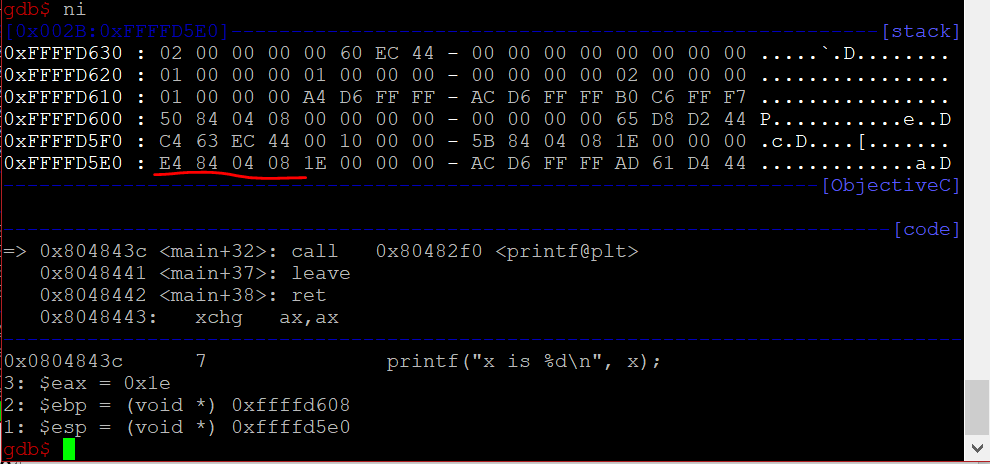 gdb$ ni
[0x002B:0xFFFFD5E0] [stack]
0xFFFFD630 : 02 00 00 00 00 60 EC 44 - 00 00 00 00 00 00 00 00 .....`.D........
0xFFFFD620 : 01 00 00 00 01 00 00 00 - 00 00 00 00 02 00 00 00 ................
0xFFFFD610 : 01 00 00 00 A4 D6 FF FF - AC D6 FF FF B0 C6 FF F7 ................
0xFFFFD600 : 50 84 04 08 00 00 00 00 - 00 00 00 00 65 D8 D2 44 P...........e..D
0xFFFFD5F0 : C4 63 EC 44 00 10 00 00 - 5B 84 04 08 1E 00 00 00 .c.D....[.......
0xFFFFD5E0 : E4 84 04 08 1E 00 00 00 - AC D6 FF FF AD 61 D4 44 .............a.D
[ObjectiveC]
[code]
=> 0x804843c <main+32>: call 0x80482f0 <printf@plt>
0x8048441 <main+37>: leave
0x8048442 <main+38>: ret
0x8048443: xchg ax,ax
0x0804843c 7 printf("x is %d\n", x);
3: $eax = 0x1e
2: $ebp = (void *) 0xffffd608
1: $esp = (void *) 0xffffd5e0
gdb$